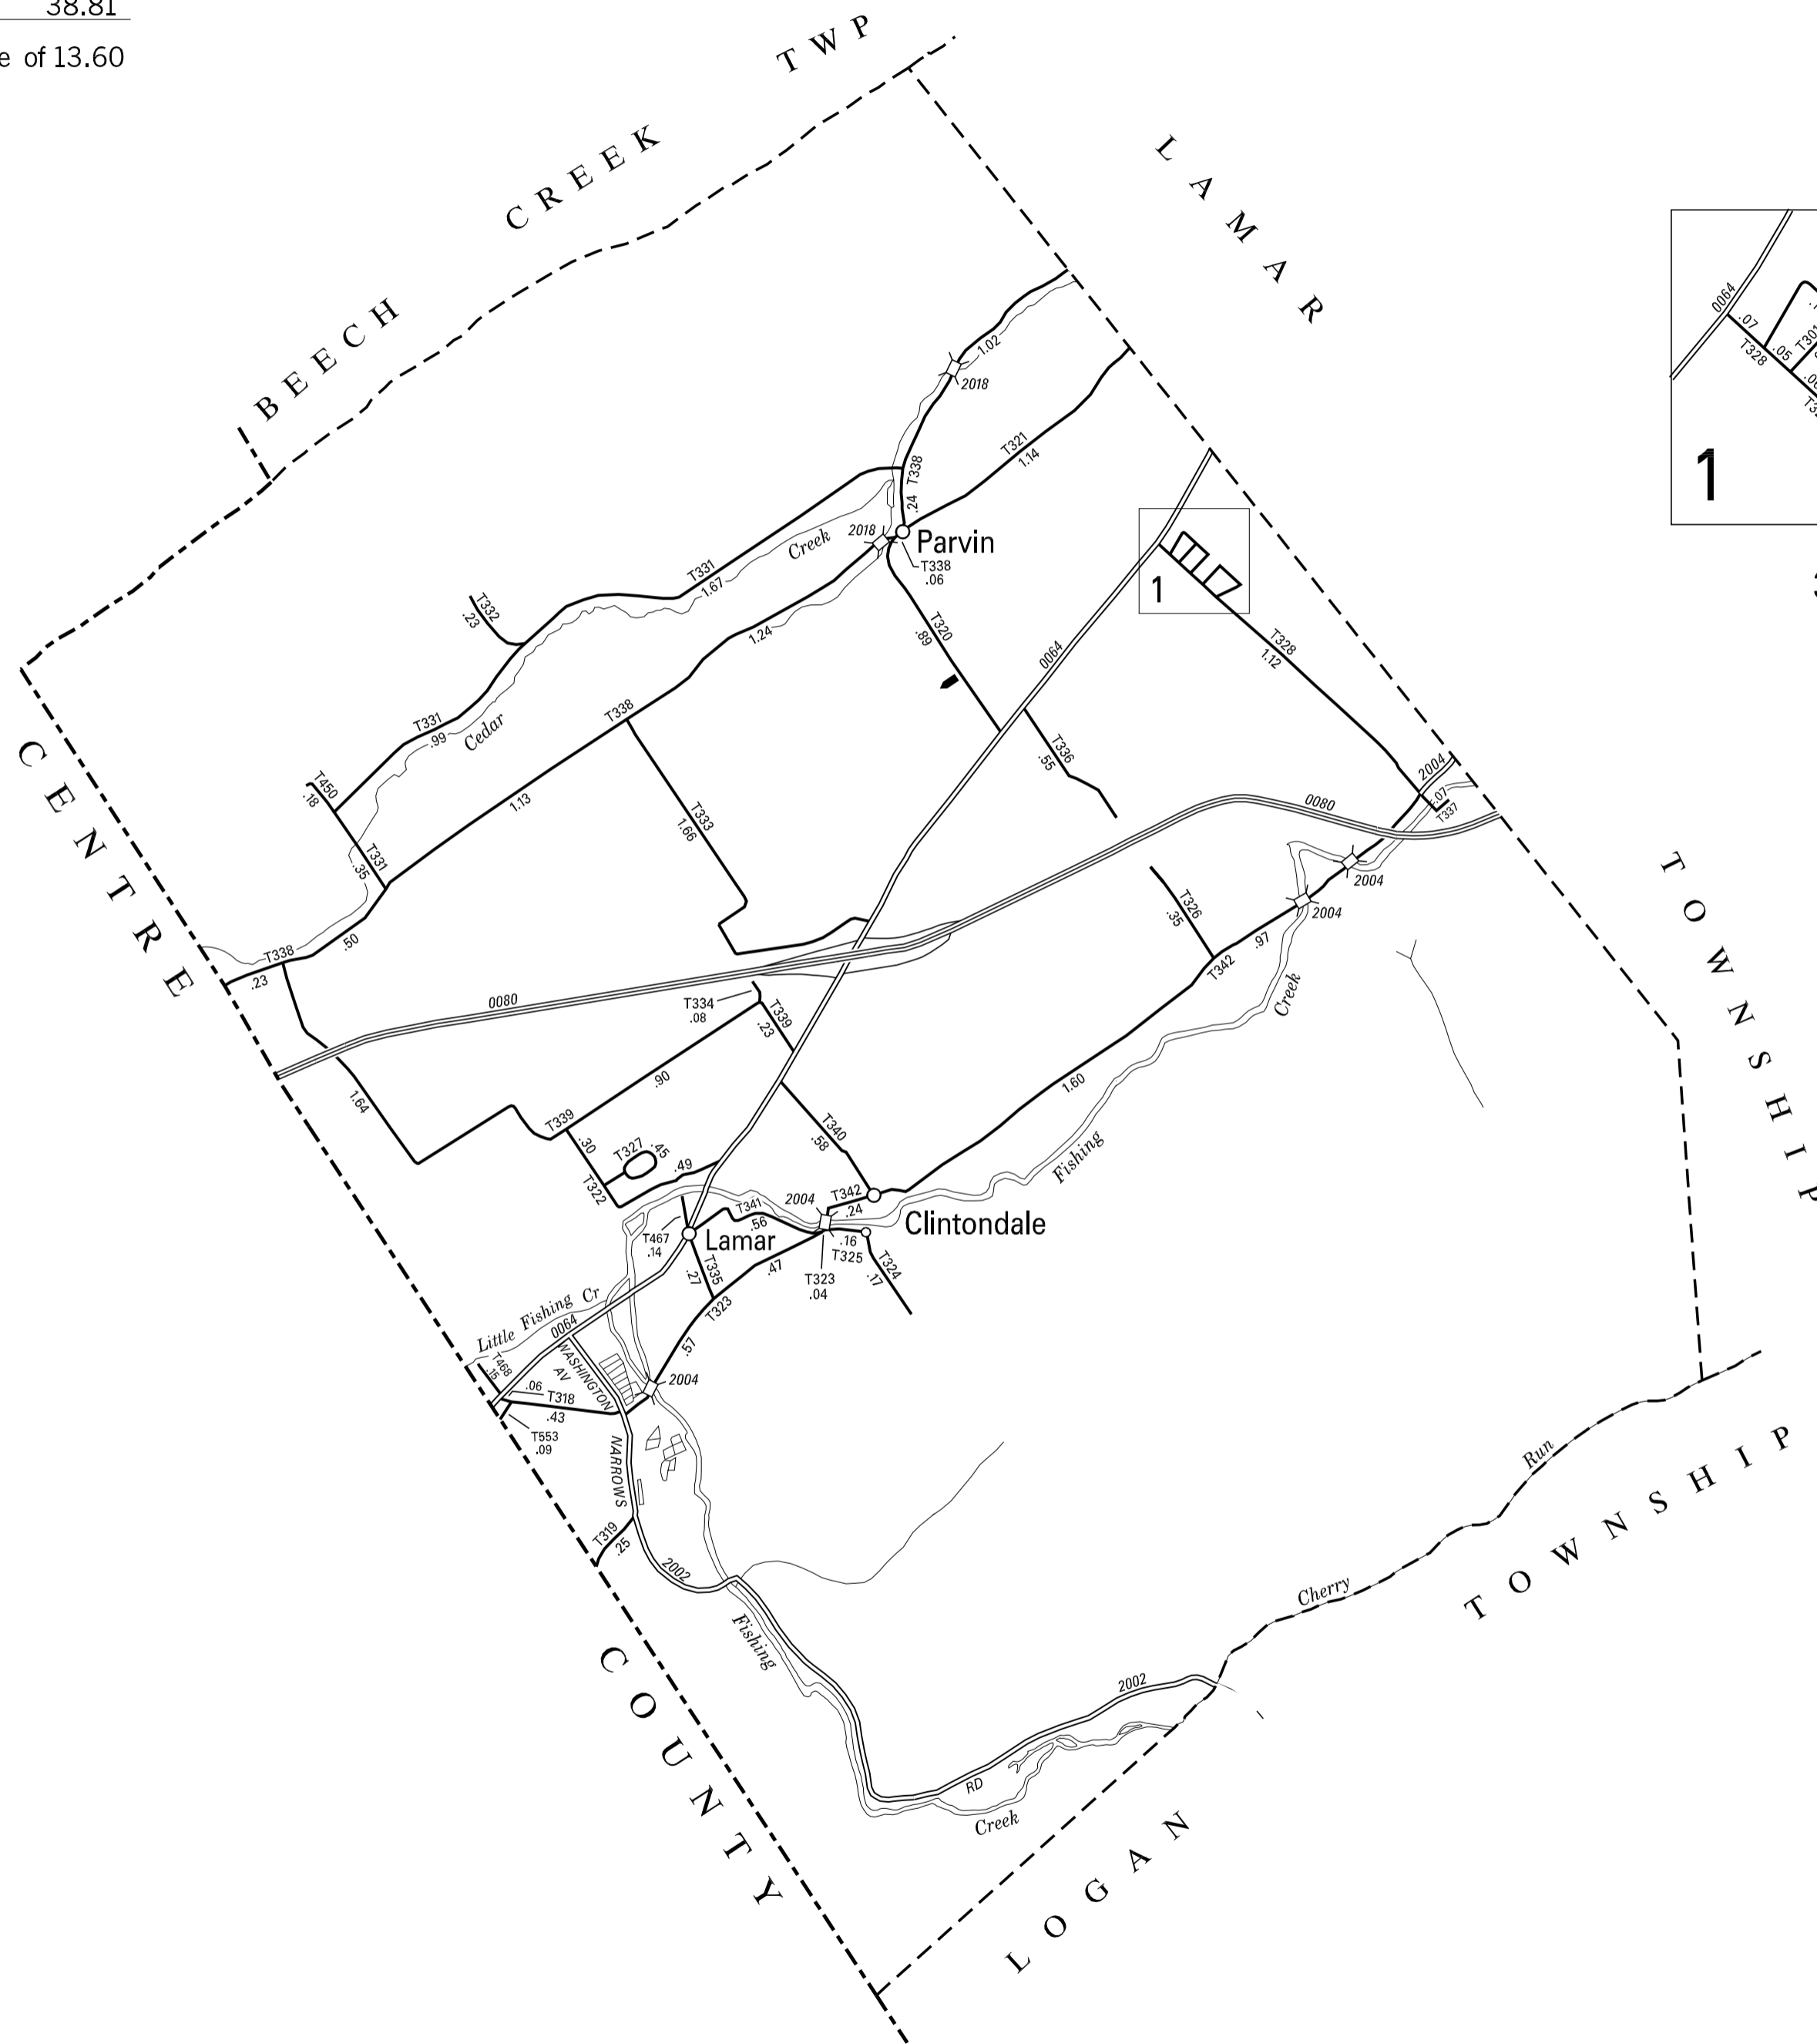 38.81
e of 13.60
BEECH CREEK TWP
LAMAR TOWNSHIP
CENTRE COUNTY
LOGAN TOWNSHIP
1.02
2018
T321
1.14
T338
.24
2018
Parvin
T338
.06
Creek
T331
1.67
T332
.23
1.24
T320
.89
0064
1
T328
1.12
T331
.99
Cedar
T338
1.13
T333
1.66
T336
.55
T450
.18
T331
.35
2004
.07
T337
0080
2004
2004
T338
.23
.50
T326
.35
.97
T342
Creek
0080
T334
.08
T339
.23
.90
1.64
1.60
T339
.30
T327
.45
.49
T322
T340
.58
Fishing
T342
.24
2004
T341
.56
Clintondale
Lamar
T467
.14
T335
.27
.47
.16
T325
T323
.04
T324
.17
T323
.57
Little Fishing Cr
0064
WASHINGTON
AV
T468
.15
.06
T318
.43
2004
T553
.09
NARROWS
T319
.25
2002
Fishing
Run
Cherry
2002
RD
Creek
0064
.07
T328
.05
1